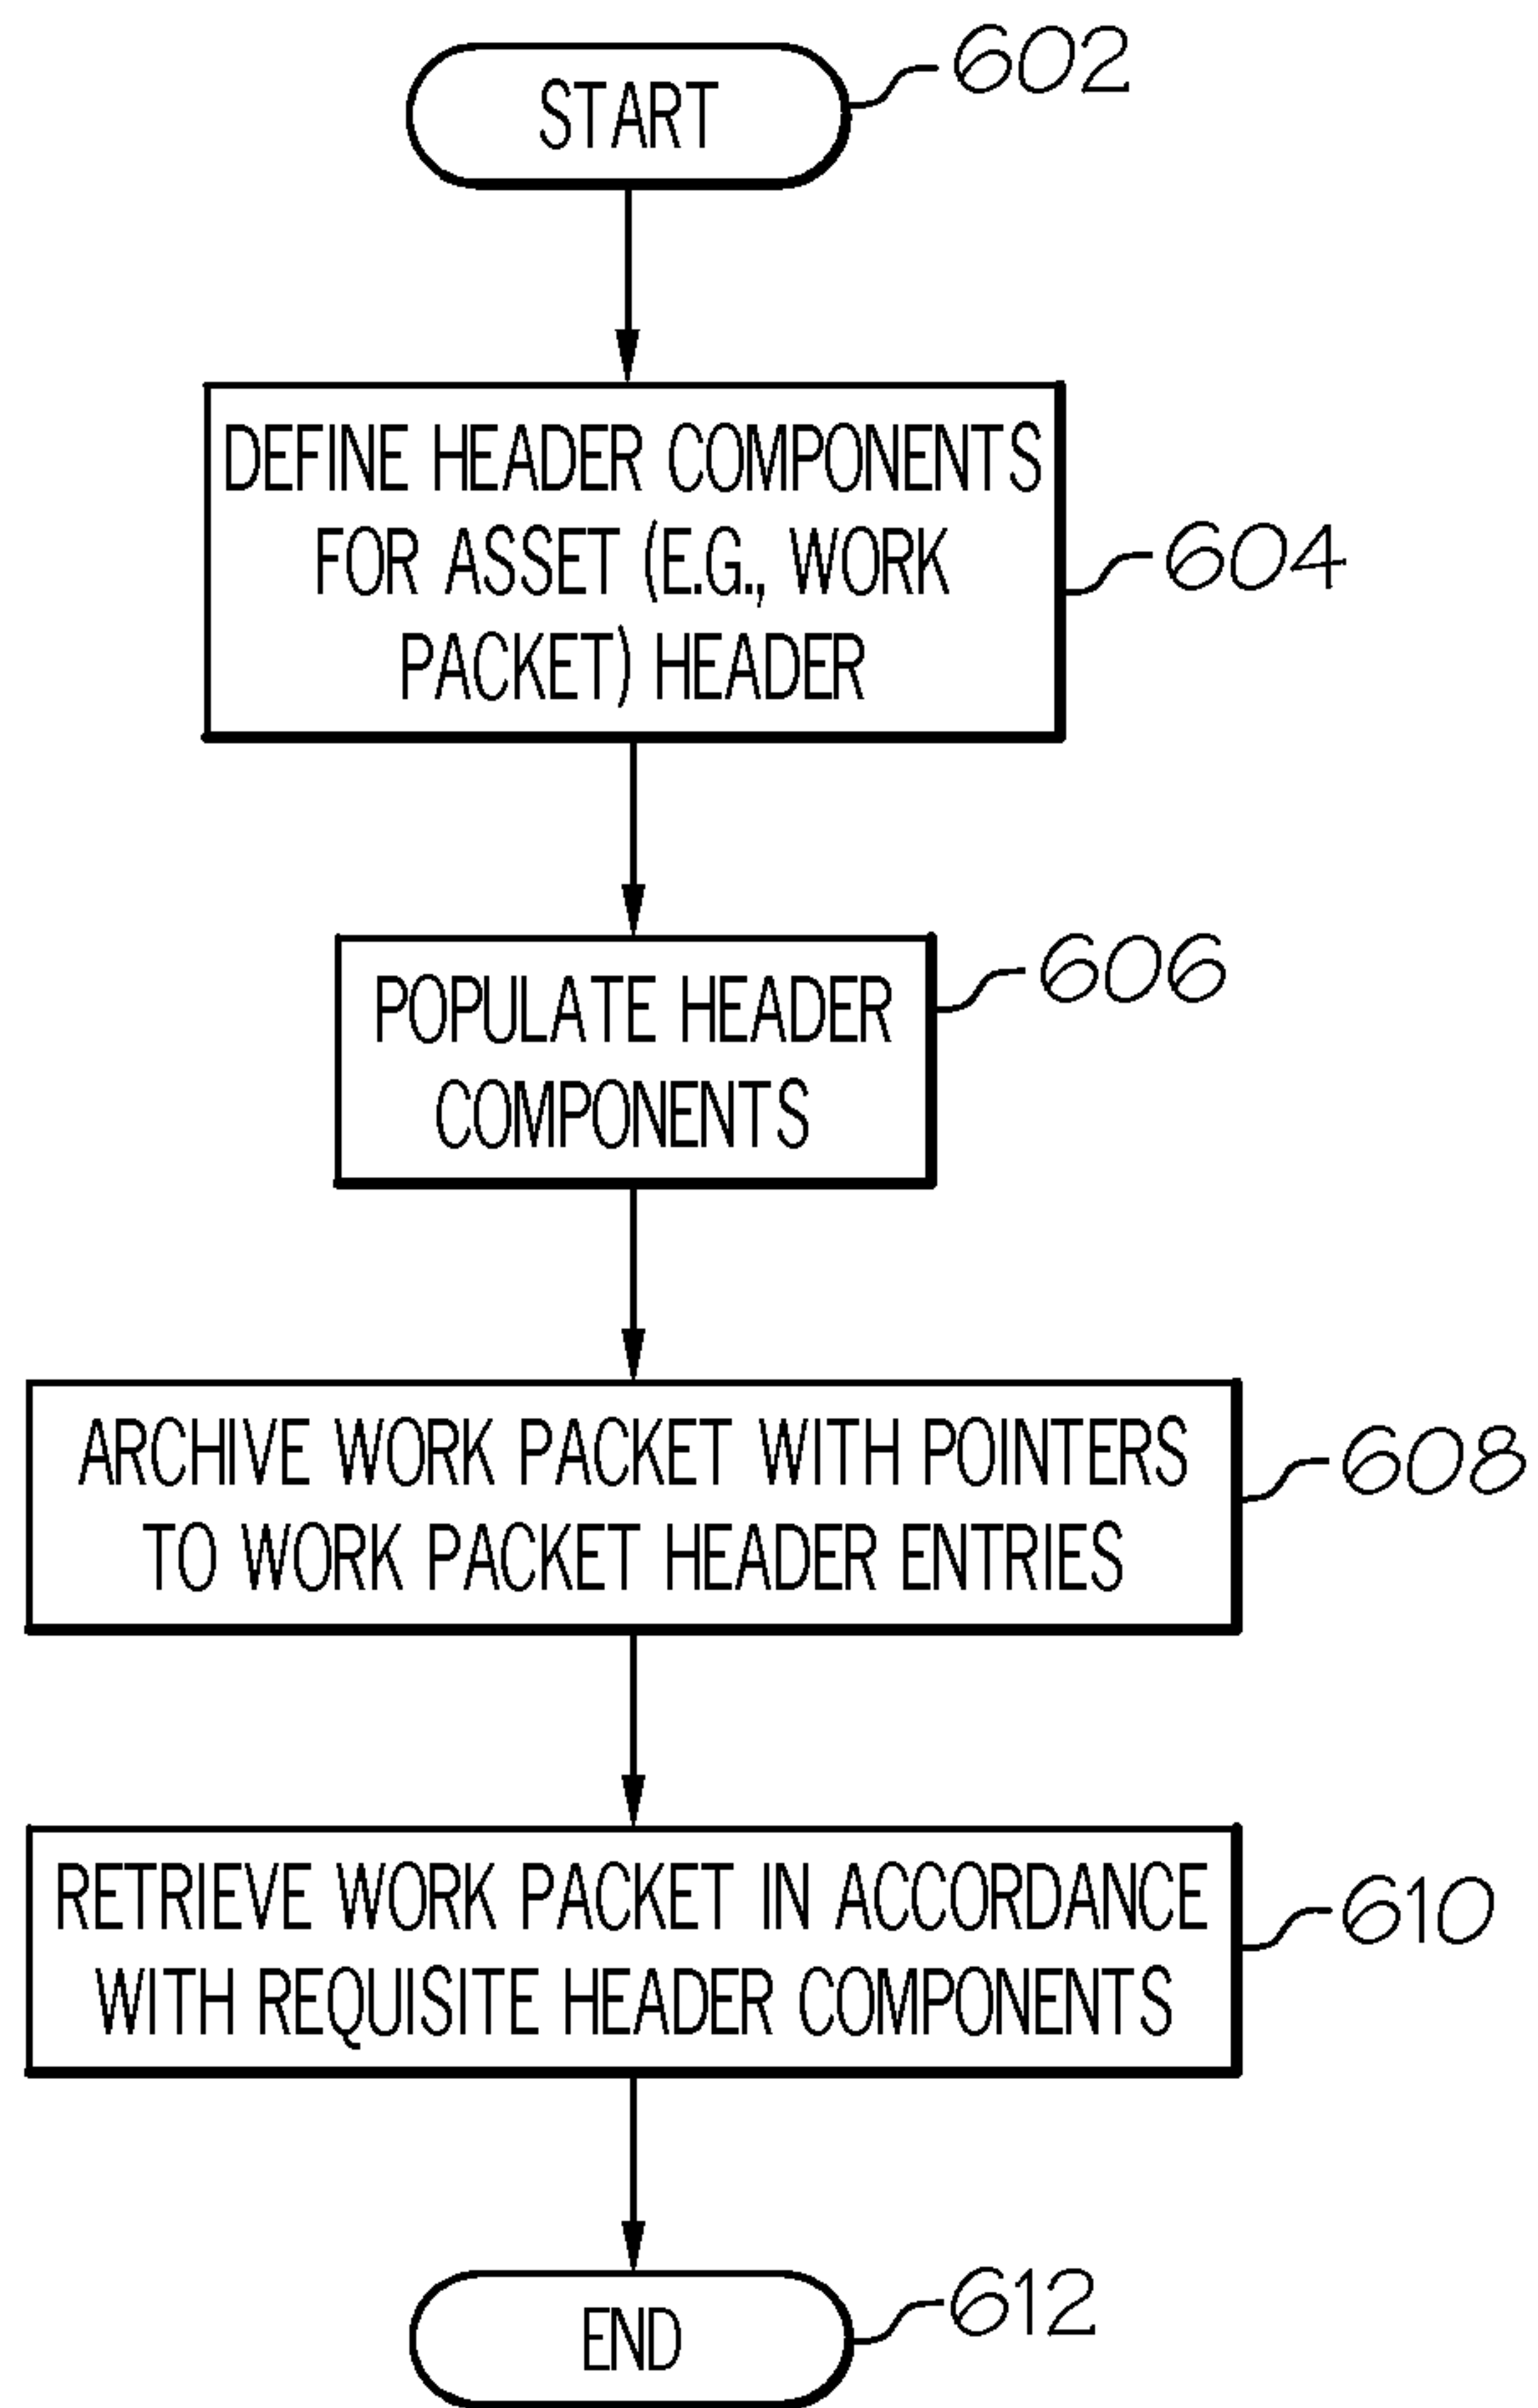 START
602
DEFINE HEADER COMPONENTS
FOR ASSET (E.G., WORK
PACKET) HEADER
604
POPULATE HEADER
COMPONENTS
606
ARCHIVE WORK PACKET WITH POINTERS
TO WORK PACKET HEADER ENTRIES
608
RETRIEVE WORK PACKET IN ACCORDANCE
WITH REQUISITE HEADER COMPONENTS
610
END
612